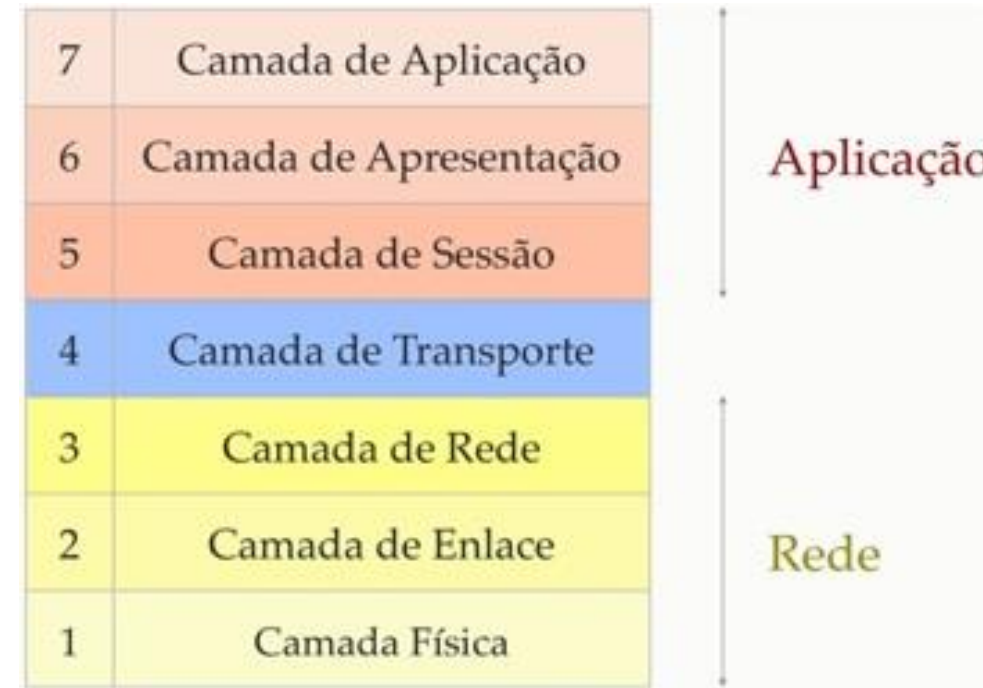 7 Camada de Aplicação
6 Camada de Apresentação
Aplicação
5 Camada de Sessão
4 Camada de Transporte
3 Camada de Rede
2 Camada de Enlace
Rede
1 Camada Física